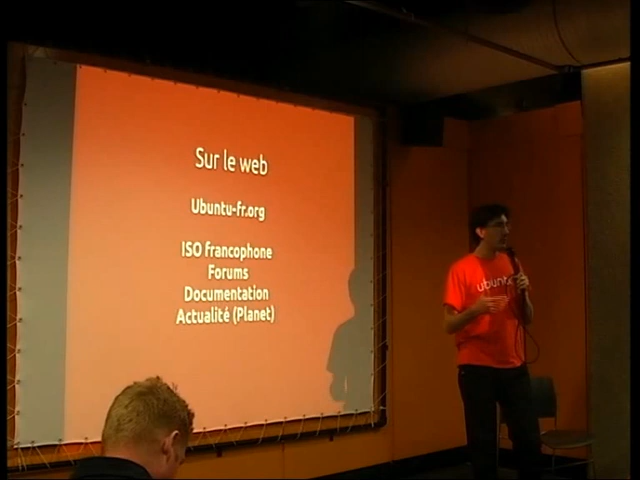 Sur le web
Ubuntu-fr.org
ISO francophone
Forums
Documentation
Actualité (Planet)
ubuntu